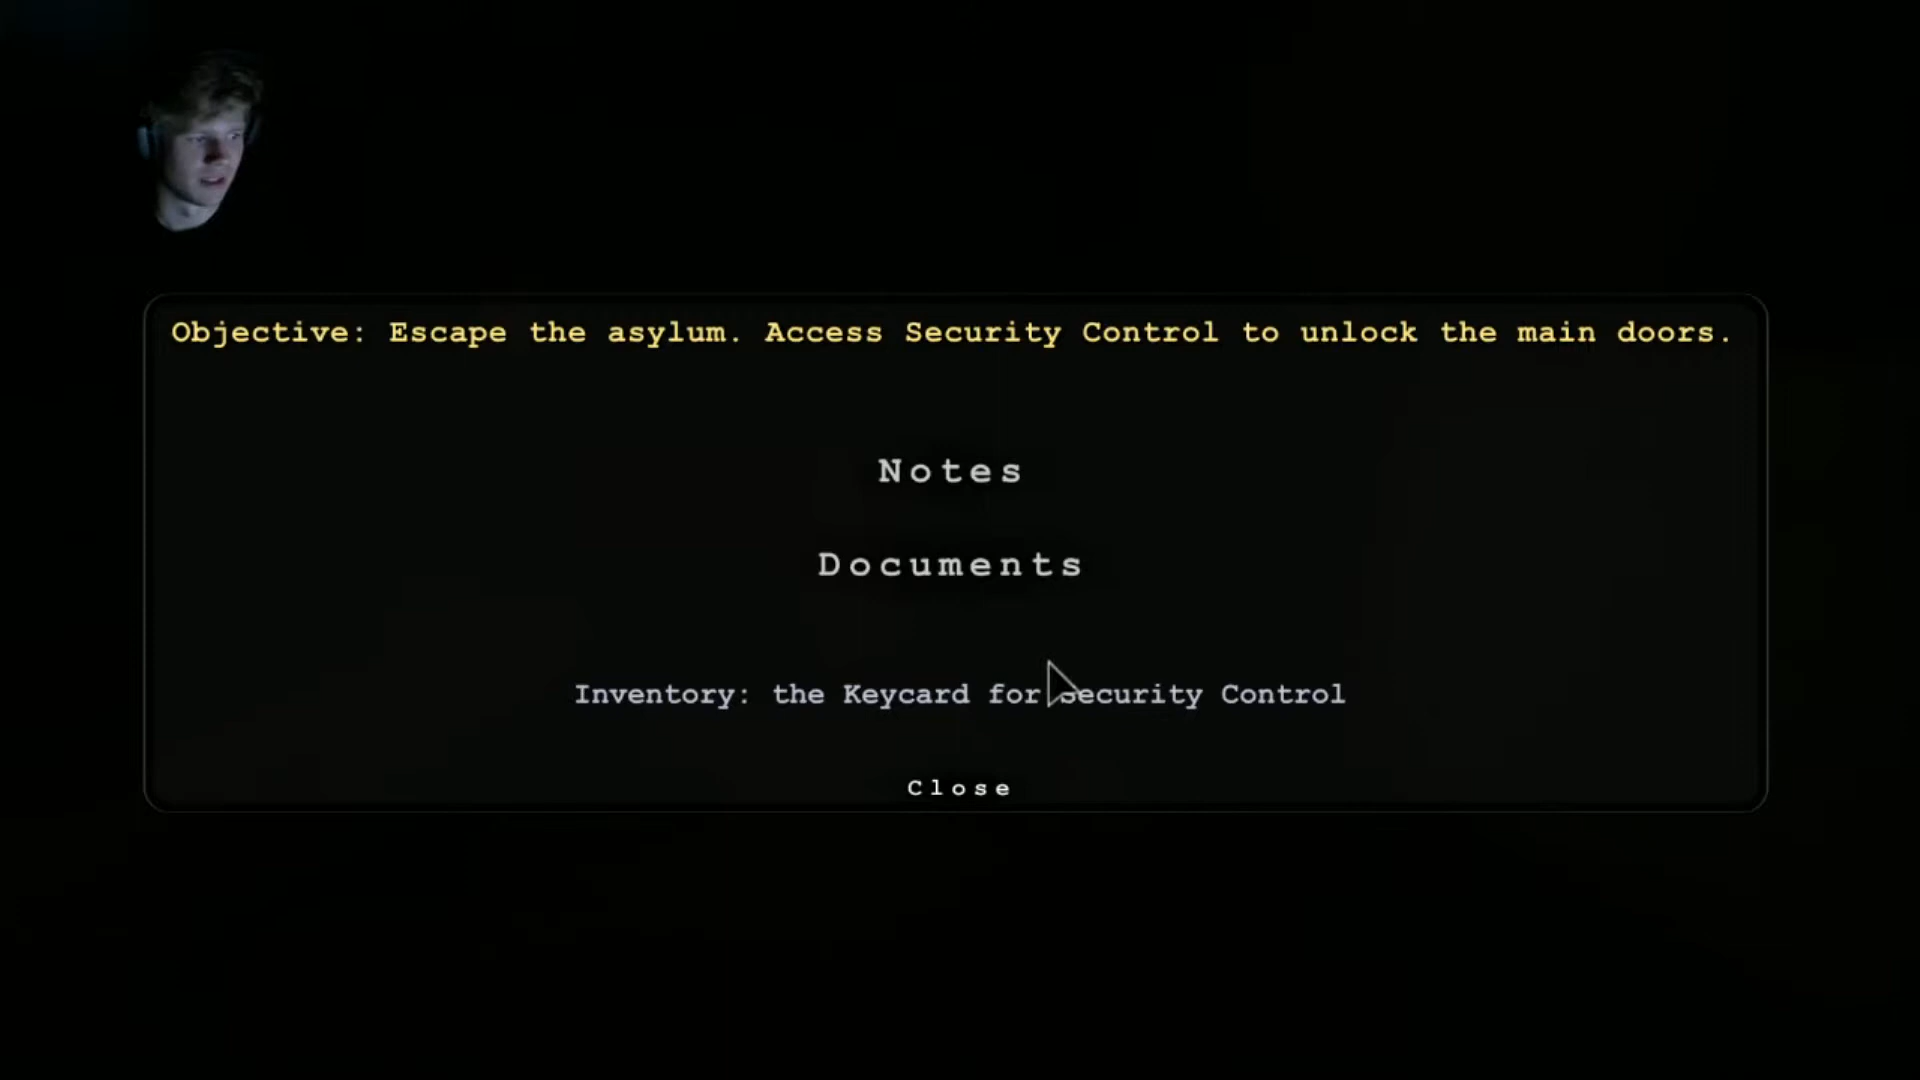 Objective: Escape the asylum. Access Security Control to unlock the main doors.
Notes
Documents
Inventory: the Keycard for Security Control
Close